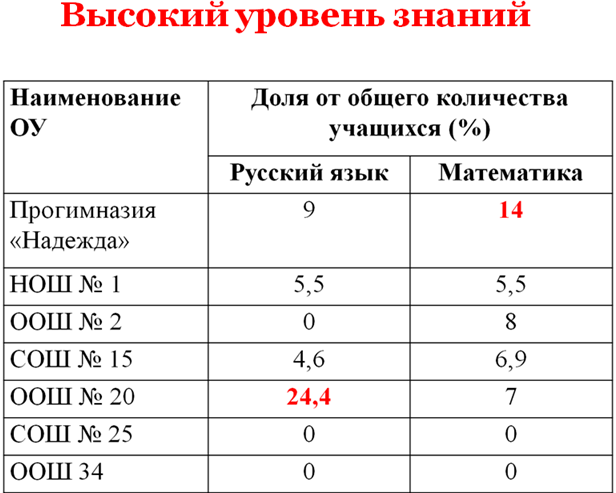 Высокий уровень знаний
Наименование ОУ
Доля от общего количества
учащихся (%)
Русский язык Математика
Прогимназия «Надежда» 9 14
НОШ № 1 5,5 5,5
ООШ № 2 0 8
СОШ № 15 4,6 6,9
ООШ № 20 24,4 7
СОШ № 25 0 0
ООШ 34 0 0